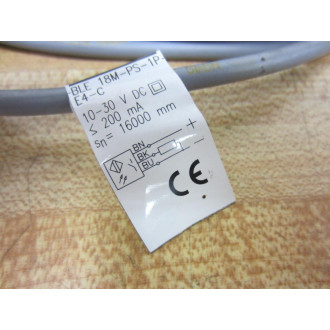 BLE 18M-PS-1P
E4-C
10-30 V DC
≤ 200 mA
sn= 16000 mm
BN +
BK
BU -
CE